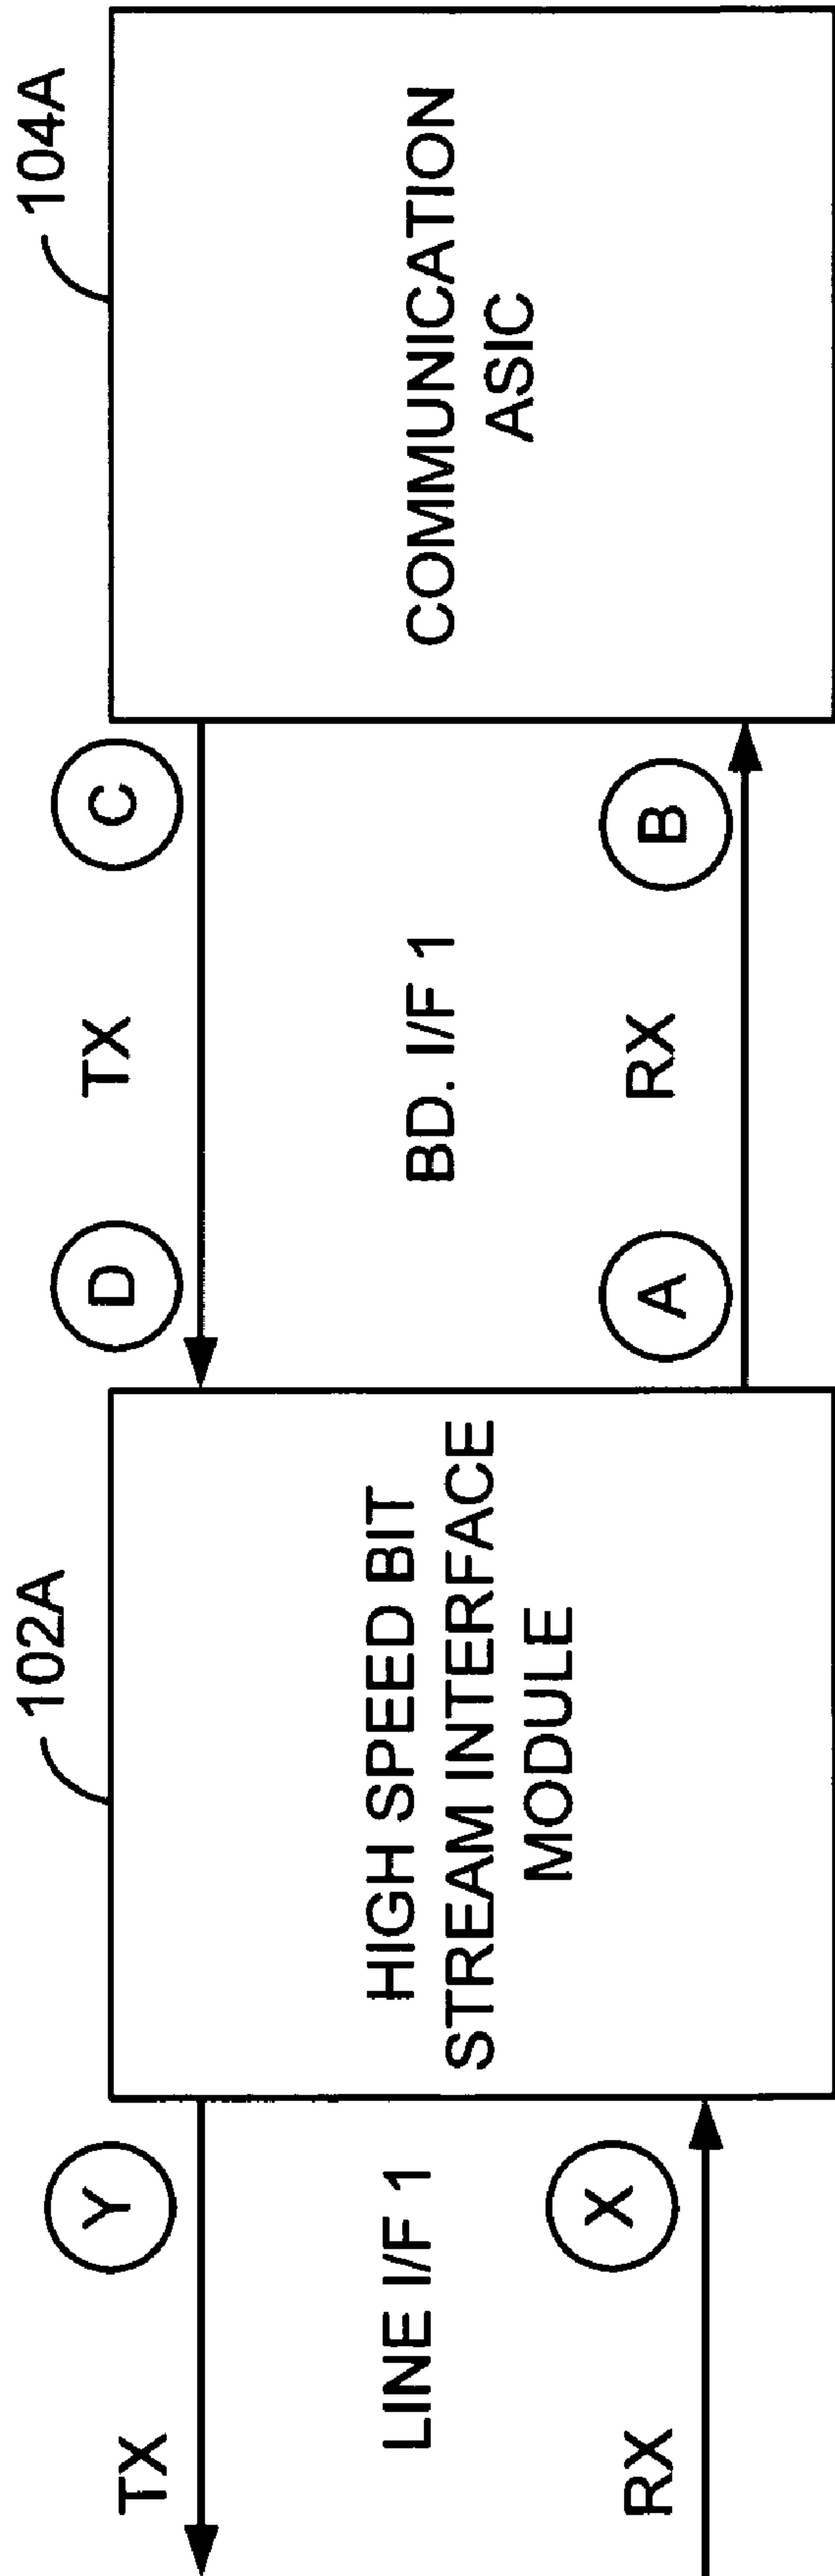 102A
104A
TX
Y
D
TX
C
LINE I/F 1
HIGH SPEED BIT
STREAM INTERFACE
MODULE
BD. I/F 1
COMMUNICATION
ASIC
RX
X
A
RX
B